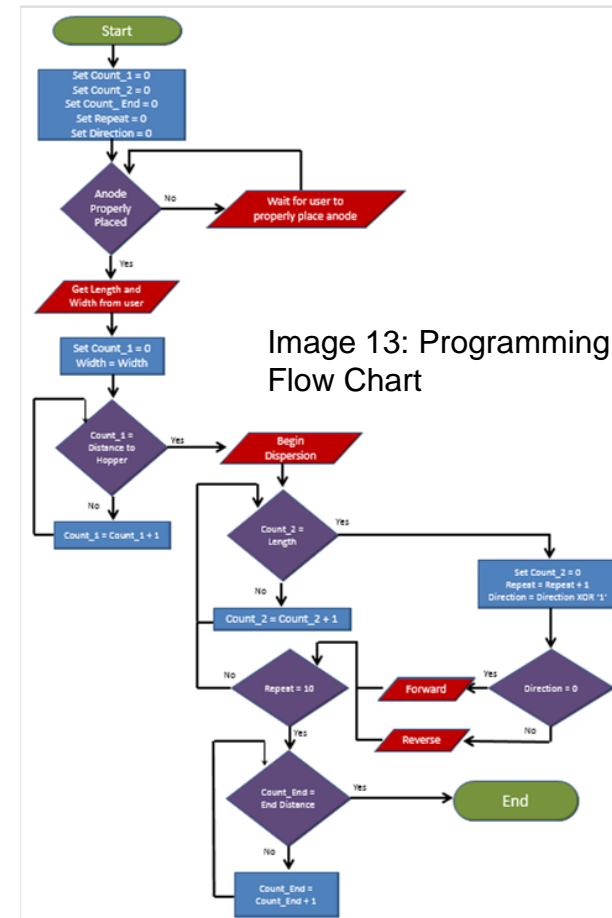 Start
Set Count_1 = 0
Set Count_2 = 0
Set Count_ End = 0
Set Repeat = 0
Set Direction = 0
Anode
Properly
Placed
No
Wait for user to
properly place anode
Yes
Get Length and
Width from user
Image 13: Programming
Flow Chart
Set Count_1 = 0
Width = Width
Count_1 =
Distance to
Hopper
Yes
Begin
Dispersion
No
Count_1 = Count_1 + 1
Count_2 =
Length
Yes
Set Count_2 = 0
Repeat = Repeat + 1
Direction = Direction XOR '1'
No
Count_2 = Count_2 + 1
Direction = 0
Yes
Forward
No
Reverse
Repeat = 10
No
Yes
Count_End =
End Distance
Yes
End
No
Count_End =
Count_End + 1